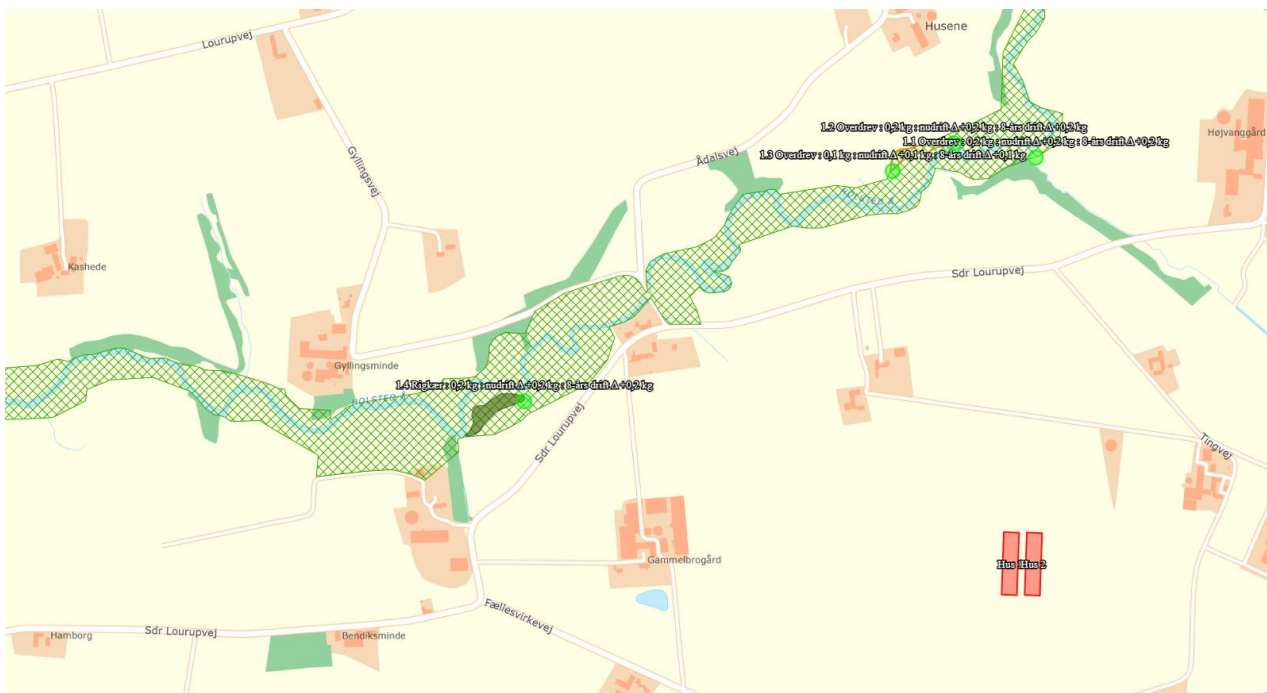 Husene
Lourupvej
1.2 Overdrev : 0,2 kg : nudrift Δ +0,2 kg : 8-års drift Δ +0,2 kg
Højvanggård
1.1 Overdrev : 0,2 kg : nudrift Δ +0,2 kg : 8-års drift Δ +0,2 kg
1.3 Overdrev : 0,1 kg : nudrift Δ +0,1 kg : 8-års drift Δ +0,1 kg
Ådalsvej
Gyllingsvej
HOLSTED Å
Kashede
Sdr Lourupvej
Gyllingsminde
1.4 Rigkær : 0,2 kg : nudrift Δ +0,2 kg : 8-års drift Δ +0,2 kg
HOLSTED Å
Sdr Lourupvej
Tingvej
Gammelbrogård
Hus 2
Fællesvirkevej
Hamborg
Sdr Lourupvej
Bendiksminde